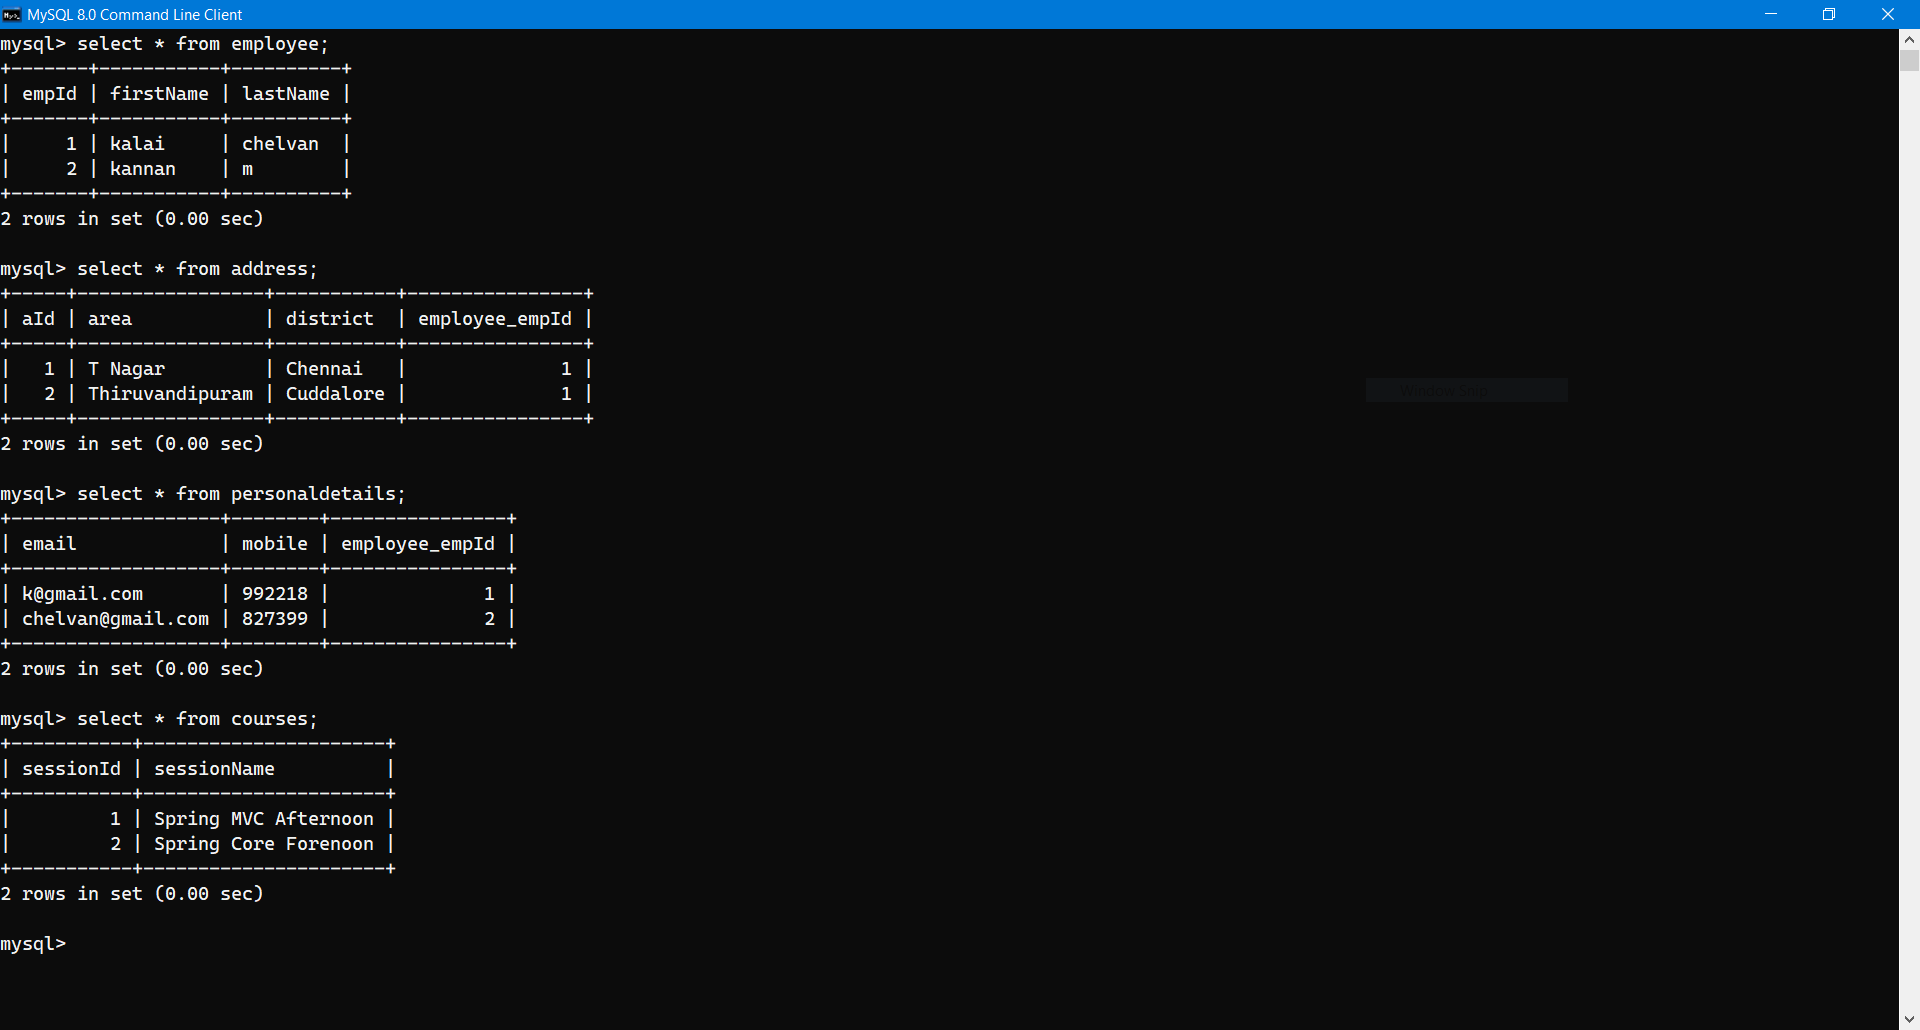 MySQL 8.0 Command Line Client
mysql> select * from employee;
+-------+-----------+----------+
| empId | firstName | lastName |
+-------+-----------+----------+
|     1 | kalai     | chelvan  |
|     2 | kannan    | m        |
+-------+-----------+----------+
2 rows in set (0.00 sec)
mysql> select * from address;
+-----+-----------------+-----------+----------------+
| aId | area            | district  | employee_empId |
+-----+-----------------+-----------+----------------+
|   1 | T Nagar         | Chennai   |              1 |
|   2 | Thiruvandipuram | Cuddalore |              1 |
+-----+-----------------+-----------+----------------+
2 rows in set (0.00 sec)
mysql> select * from personaldetails;
+-------------------+--------+----------------+
| email             | mobile | employee_empId |
+-------------------+--------+----------------+
| k@gmail.com       | 992218 |              1 |
| chelvan@gmail.com | 827399 |              2 |
+-------------------+--------+----------------+
2 rows in set (0.00 sec)
mysql> select * from courses;
+-----------+----------------------+
| sessionId | sessionName          |
+-----------+----------------------+
|         1 | Spring MVC Afternoon |
|         2 | Spring Core Forenoon |
+-----------+----------------------+
2 rows in set (0.00 sec)
mysql>
Window Snip